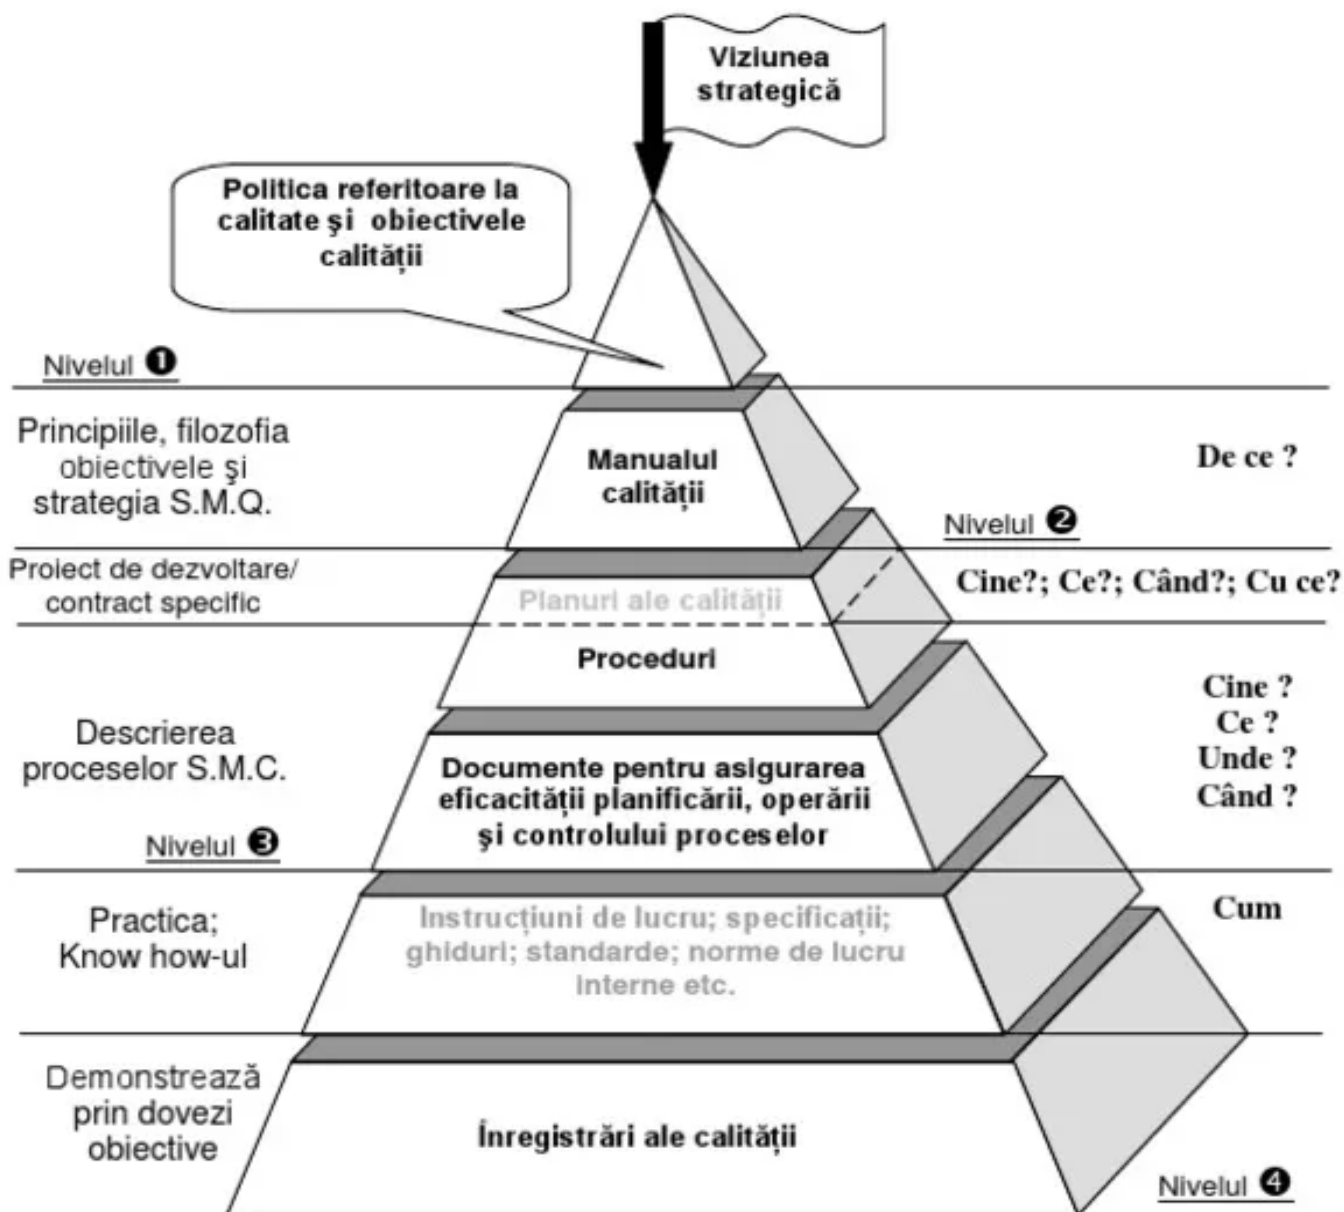 Viziunea
strategică
Politica referitoare la
calitate şi obiectivele
calităţii
Nivelul ❶
Principiile, filozofia
obiectivele şi
strategia S.M.Q.
Manualul
calităţii
De ce ?
Nivelul ❷
Proiect de dezvoltare/
contract specific
Planuri ale calităţii
Cine?; Ce?; Când?; Cu ce?
Proceduri
Descrierea
proceselor S.M.C.
Documente pentru asigurarea
eficacităţii planificării, operării
şi controlului proceselor
Cine ?
Ce ?
Unde ?
Când ?
Nivelul ❸
Practica;
Know how-ul
Instrucţiuni de lucru; specificaţii;
ghiduri; standarde; norme de lucru
interne etc.
Cum
Demonstrează
prin dovezi
obiective
Înregistrări ale calităţii
Nivelul ❹